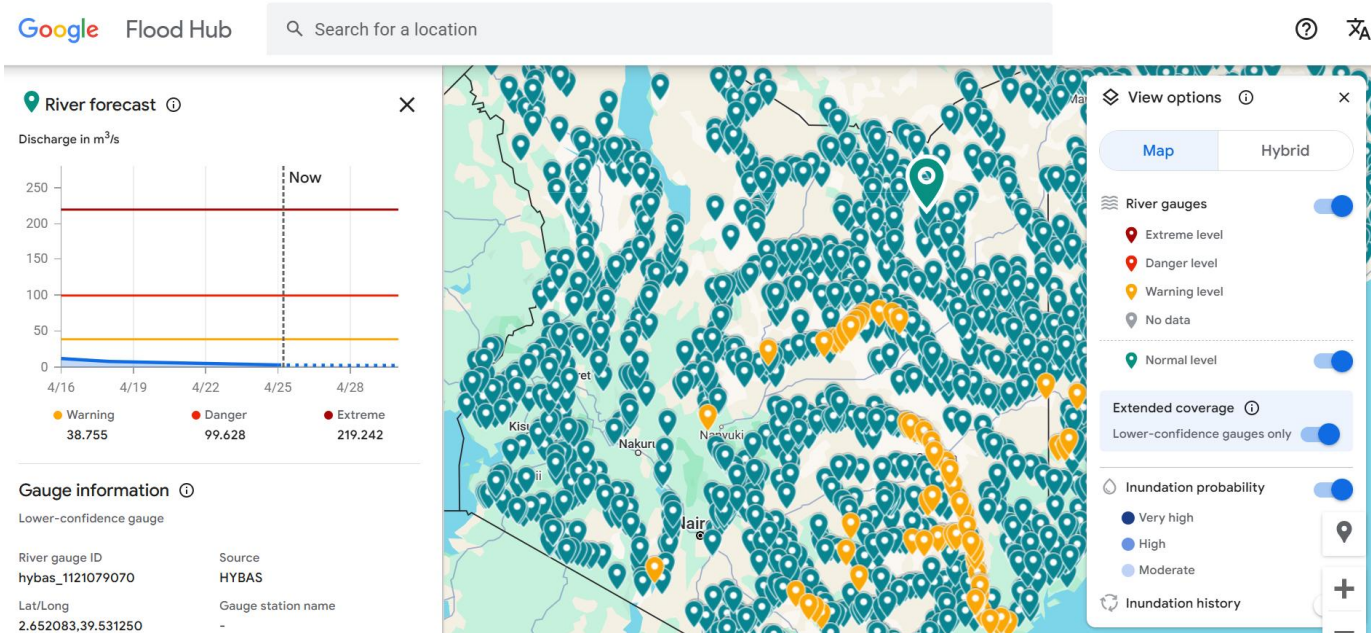 Google Flood Hub
Search for a location
River forecast
Discharge in m³/s
Now
250
200
150
100
50
0
4/16 4/19 4/22 4/25 4/28
Warning Danger Extreme
38.755 99.628 219.242
Gauge information
Lower-confidence gauge
River gauge ID Source
hybas_1121079070 HYBAS
Lat/Long Gauge station name
2.652083,39.531250 -
Nakuru
View options
Map Hybrid
River gauges
Extreme level
Danger level
Warning level
No data
Normal level
Extended coverage
Lower-confidence gauges only
Inundation probability
Very high
High
Moderate
Inundation history